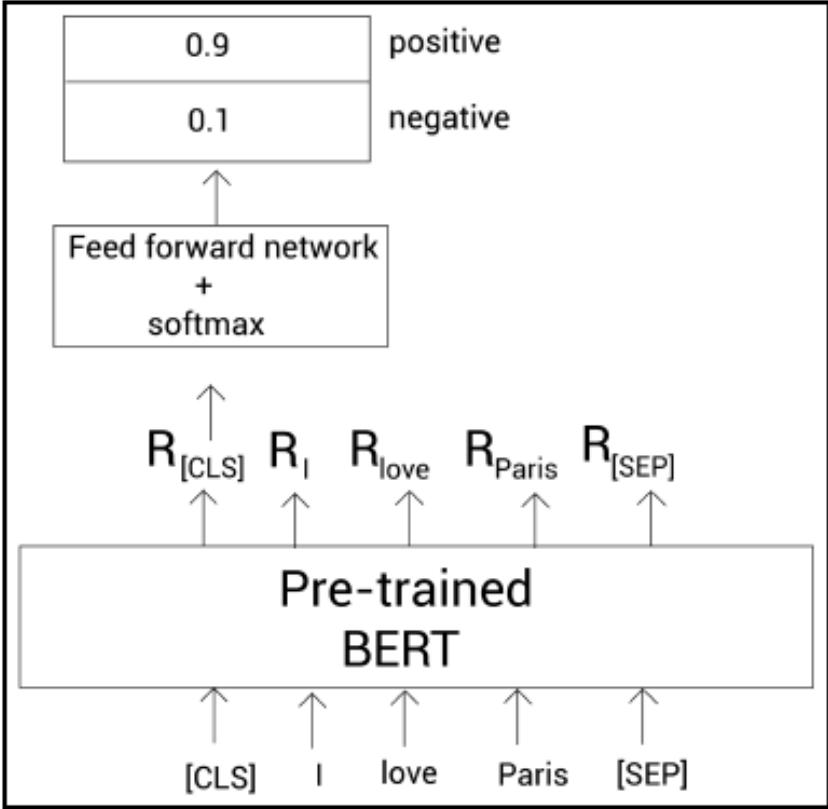 0.9 positive
0.1 negative
Feed forward network
+
softmax
R[CLS] RI Rlove RParis R[SEP]
Pre-trained
BERT
[CLS] I love Paris [SEP]